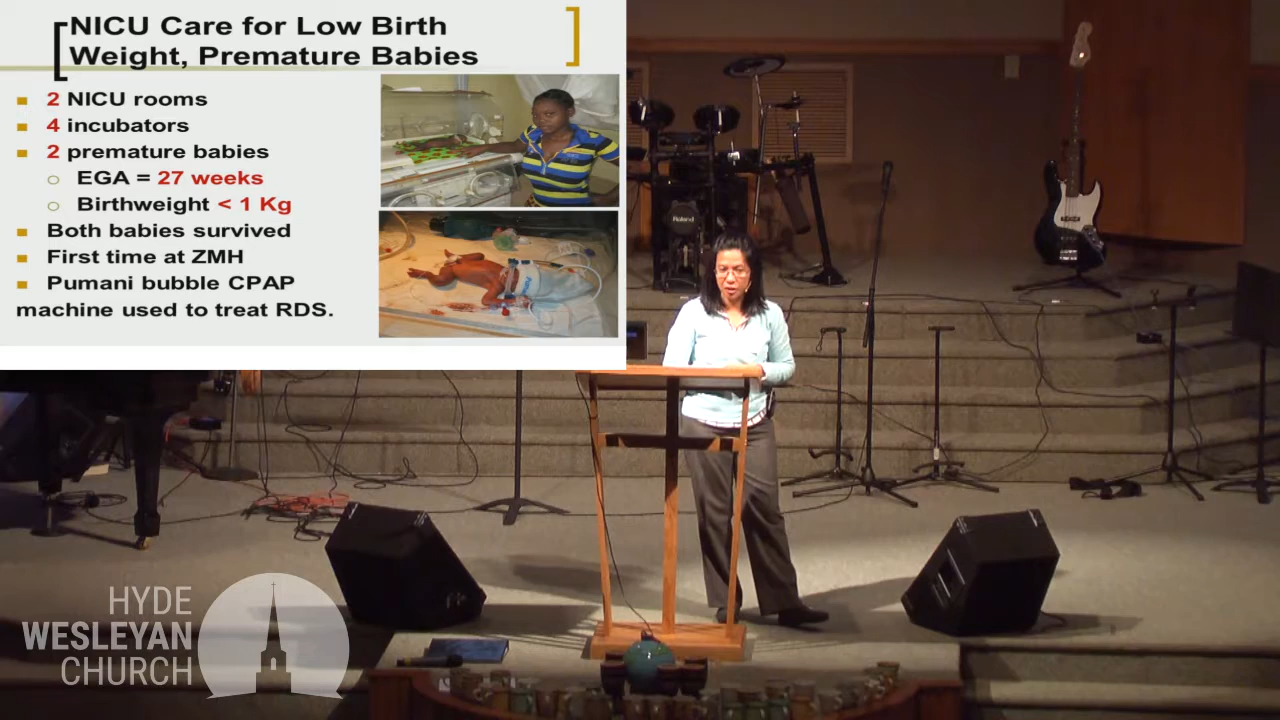 NICU Care for Low Birth
Weight, Premature Babies
2 NICU rooms
4 incubators
2 premature babies
EGA = 27 weeks
Birthweight < 1 Kg
Both babies survived
First time at ZMH
Pumani bubble CPAP
machine used to treat RDS.
Roland
HYDE
WESLEYAN
CHURCH